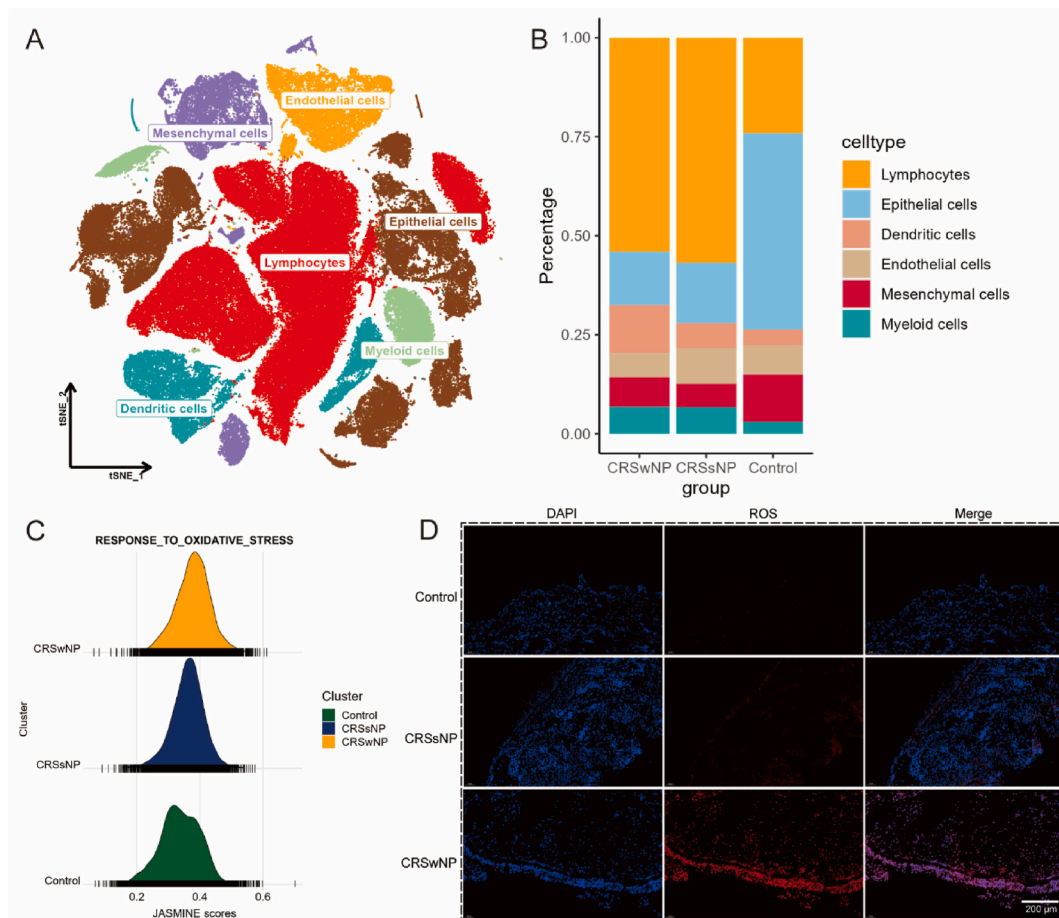 A
Endothelial cells
Mesenchymal cells
Epithelial cells
Lymphocytes
Myeloid cells
Dendritic cells
tSNE_2
tSNE_1
B
1.00
0.75
0.50
0.25
0.00
Percentage
CRSwNP CRSsNP Control
group
celltype
Lymphocytes
Epithelial cells
Dendritic cells
Endothelial cells
Mesenchymal cells
Myeloid cells
C
RESPONSE_TO_OXIDATIVE_STRESS
CRSwNP
CRSsNP
Control
Cluster
0.2 0.4 0.6
JASMINE scores
Cluster
Control
CRSsNP
CRSwNP
D
DAPI ROS Merge
Control
CRSsNP
CRSwNP
200 μm